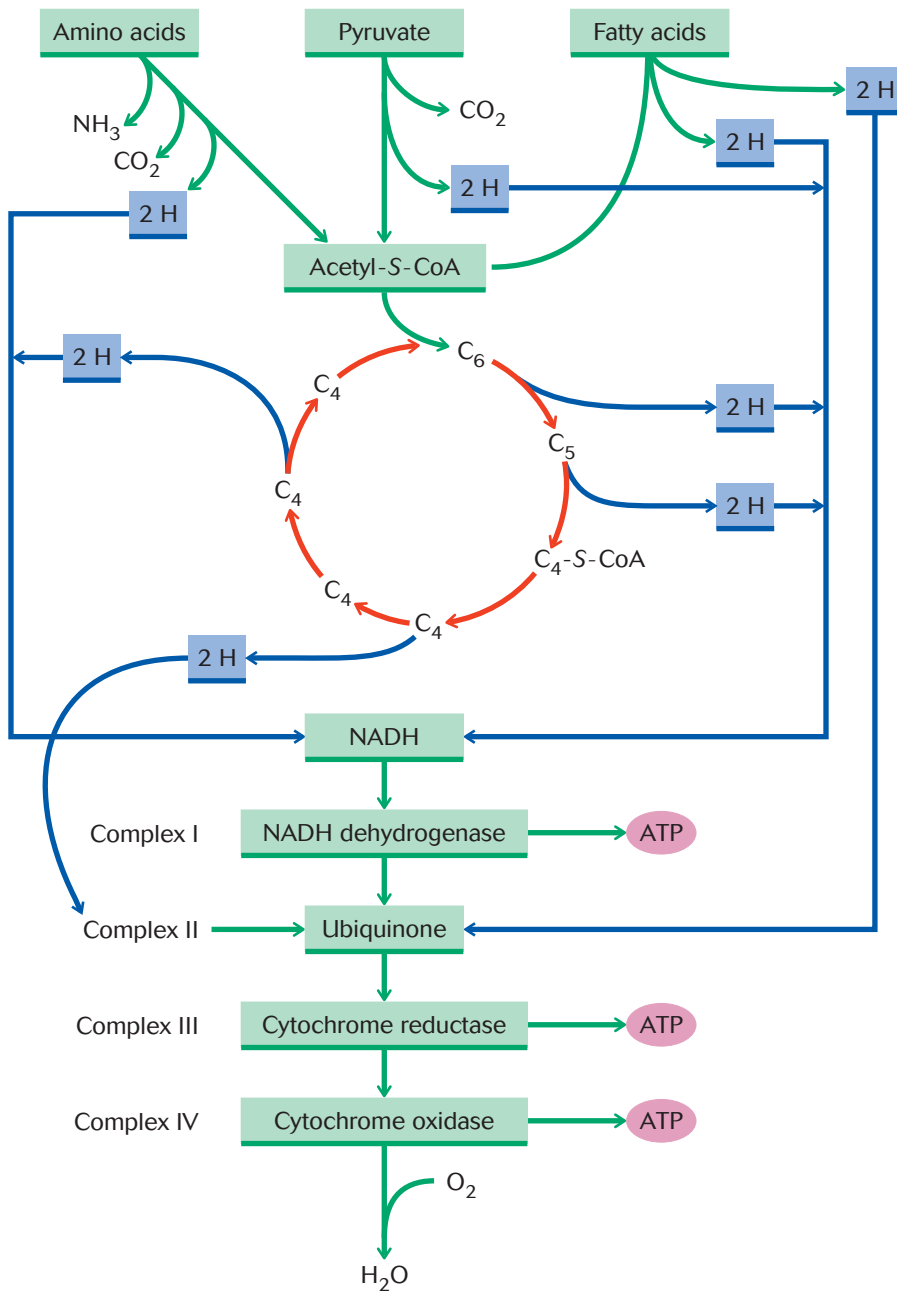 Amino acids
Pyruvate
Fatty acids
2 H
NH₃
CO₂
CO₂
2 H
2 H
2 H
Acetyl-S-CoA
2 H
C₄
C₆
2 H
C₅
C₄
2 H
C₄-S-CoA
C₄
C₄
2 H
NADH
Complex I
NADH dehydrogenase
ATP
Complex II
Ubiquinone
Complex III
Cytochrome reductase
ATP
Complex IV
Cytochrome oxidase
ATP
O₂
H₂O